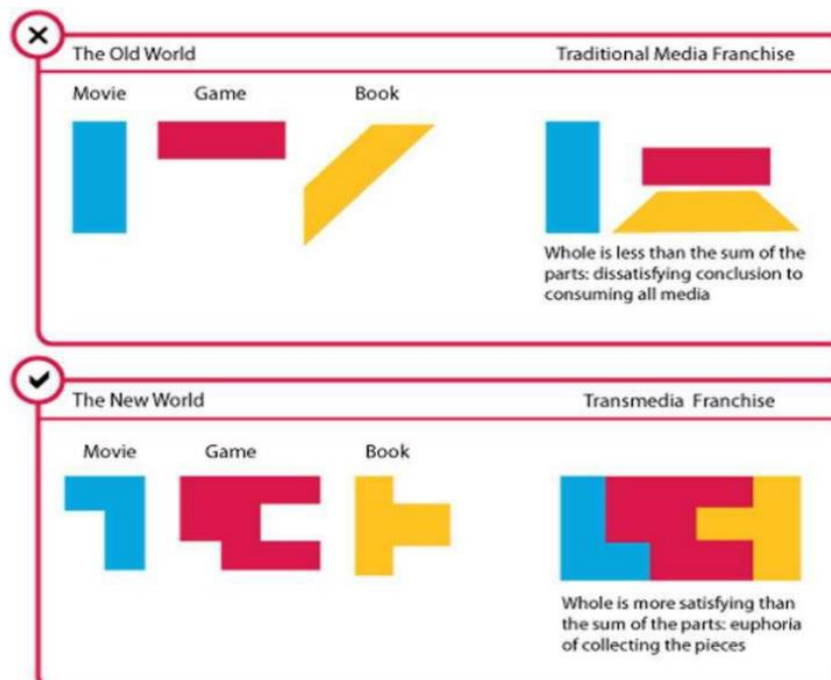 The Old World
Traditional Media Franchise
Movie
Game
Book
Whole is less than the sum of the
parts: dissatisfying conclusion to
consuming all media
The New World
Transmedia Franchise
Movie
Game
Book
Whole is more satisfying than
the sum of the parts: euphoria
of collecting the pieces